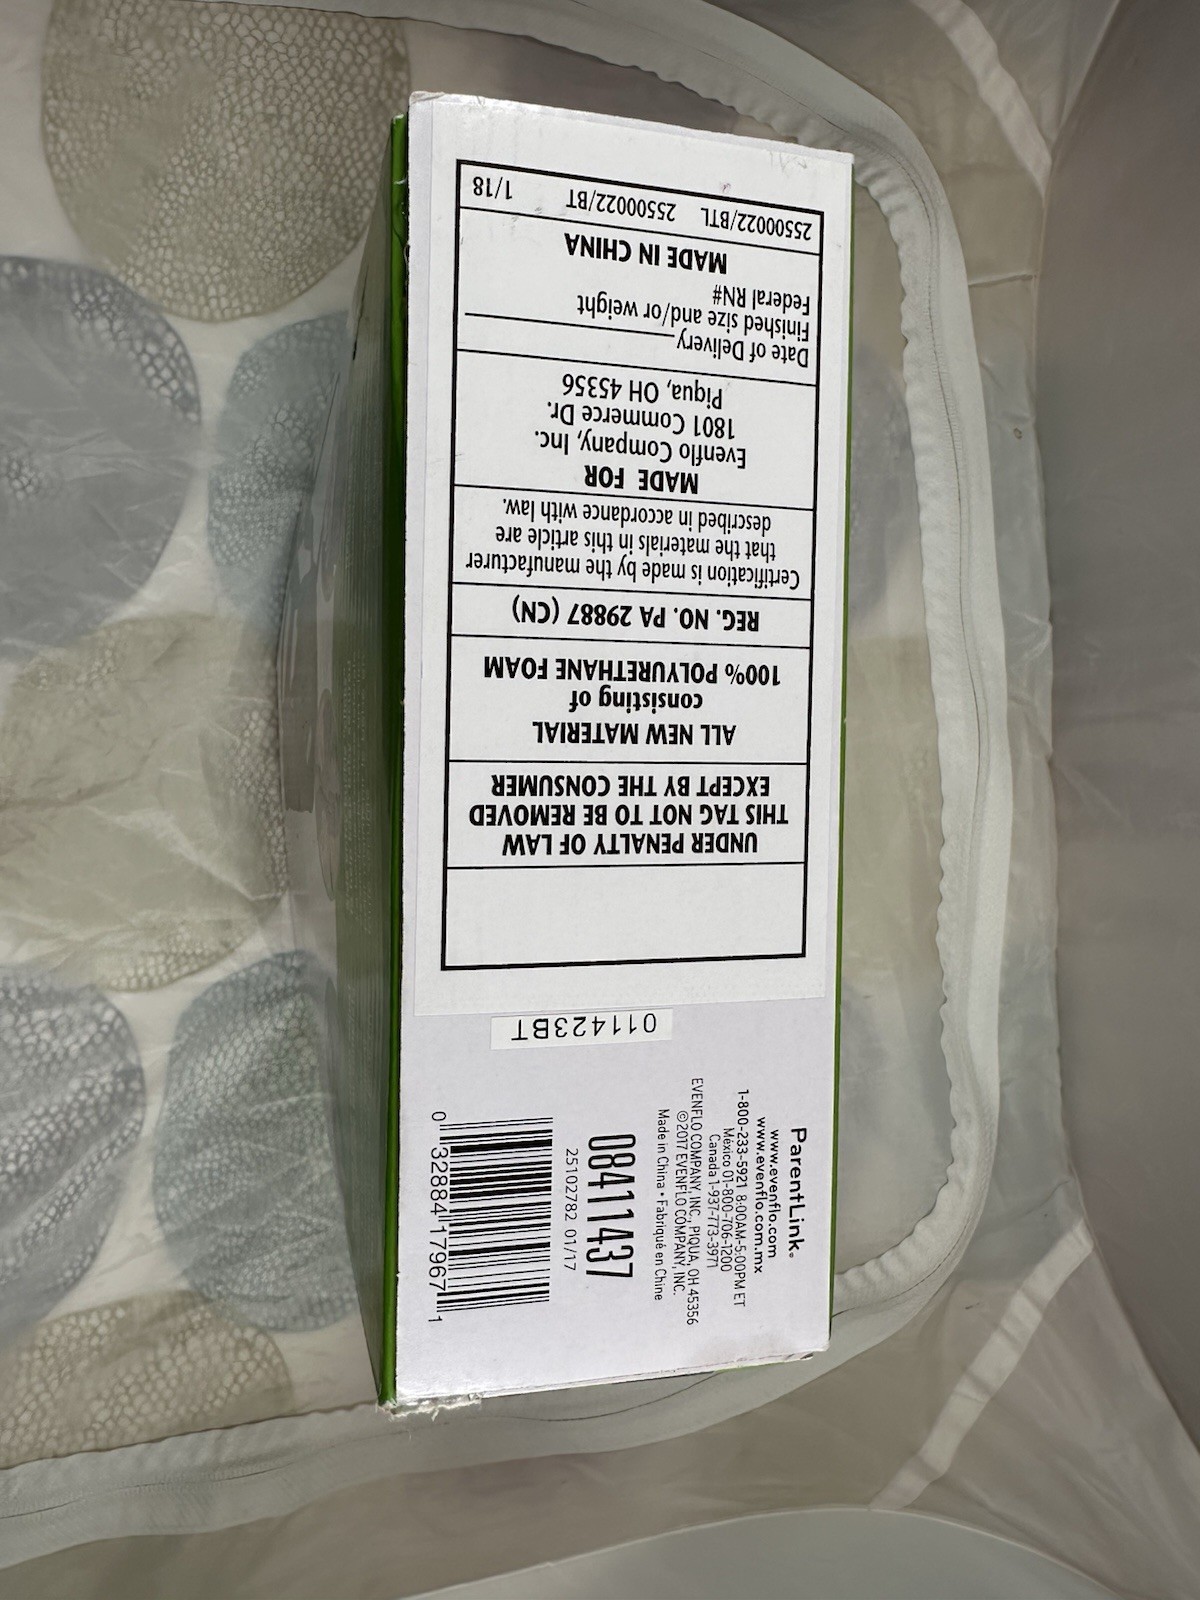 UNDER PENALTY OF LAW
THIS TAG NOT TO BE REMOVED
EXCEPT BY THE CONSUMER
ALL NEW MATERIAL
consisting of
100% POLYURETHANE FOAM
REG. NO. PA 29887 (CN)
Certification is made by the manufacturer
that the materials in this article are
described in accordance with law.
MADE FOR
Evenflo Company, Inc.
1801 Commerce Dr.
Piqua, OH 45356
Date of Delivery
Finished size and/or weight
Federal RN#
MADE IN CHINA
25500022/BTL 25500022/BT 1/18
011423BT
ParentLink®
www.evenflo.com
www.evenflo.com.mx
1-800-233-5921 8:00AM-5:00PM ET
México 01-800-706-1200
Canada 1-937-773-3971
EVENFLO COMPANY, INC., PIQUA, OH 45356
©2017 EVENFLO COMPANY, INC.
Made in China • Fabriqué en Chine
08411437
25102782 01/17
0 32884 17967 1